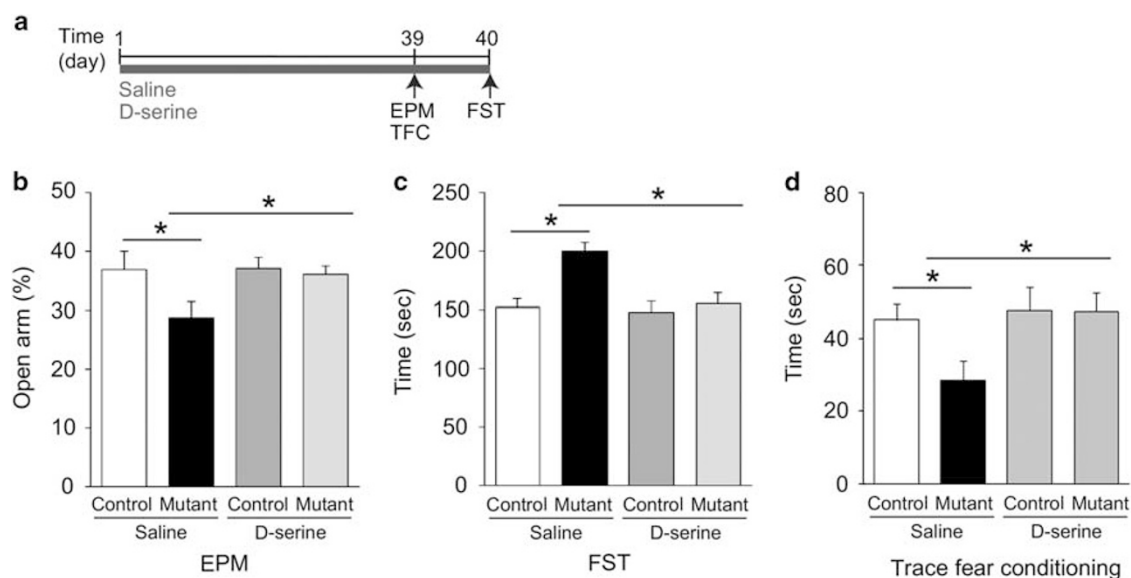 a
Time 1 39 40
(day)
Saline
D-serine
EPM FST
TFC
b
50
40
30
20
10
0
Open arm (%)
* *
Control Mutant Control Mutant
Saline D-serine
EPM
c
250
200
150
100
50
0
Time (sec)
* *
Control Mutant Control Mutant
Saline D-serine
FST
d
80
60
40
20
0
Time (sec)
* *
Control Mutant Control Mutant
Saline D-serine
Trace fear conditioning